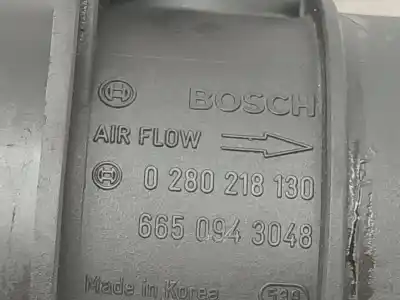 BOSCH
AIR FLOW
0 280 218 130
665 094 3048
Made in Korea